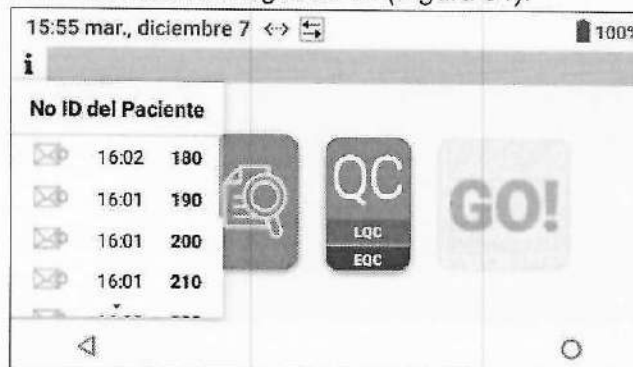 15:55 mar., diciembre 7
100%
i
No ID del Paciente
16:02 180
16:01 190
16:01 200
16:01 210
QC
LQC
EQC
GO!